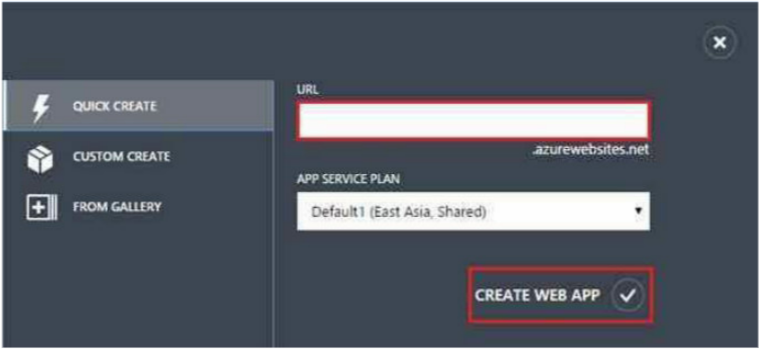 QUICK CREATE
CUSTOM CREATE
FROM GALLERY
URL
.azurewebsites.net
APP SERVICE PLAN
Default1 (East Asia, Shared)
CREATE WEB APP